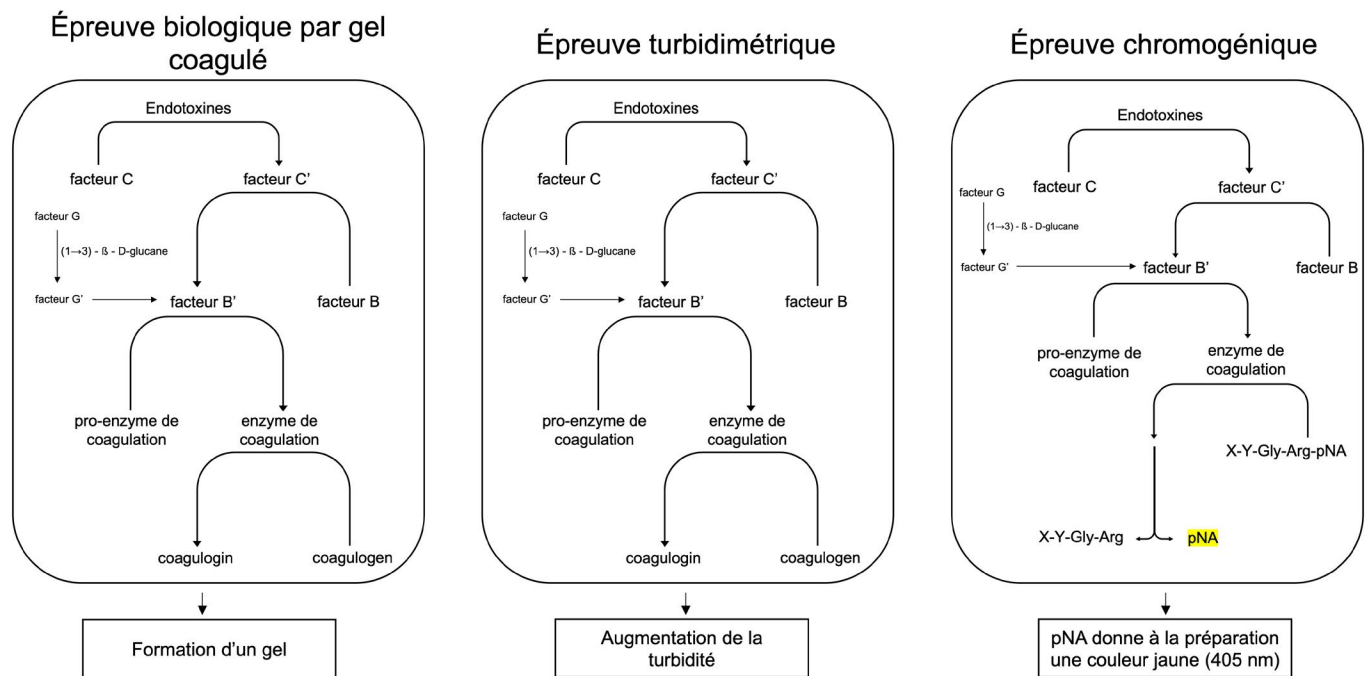 Épreuve biologique par gel
coagulé
Endotoxines
facteur C
facteur C’
facteur G
(1→3) - ß - D-glucane
facteur G’
facteur B’
facteur B
pro-enzyme de
coagulation
enzyme de
coagulation
coagulogin
coagulogen
Formation d’un gel
Épreuve turbidimétrique
Endotoxines
facteur C
facteur C’
facteur G
(1→3) - ß - D-glucane
facteur G’
facteur B’
facteur B
pro-enzyme de
coagulation
enzyme de
coagulation
coagulogin
coagulogen
Augmentation de la
turbidité
Épreuve chromogénique
Endotoxines
facteur C
facteur C’
facteur G
(1→3) - ß - D-glucane
facteur G’
facteur B’
facteur B
pro-enzyme de
coagulation
enzyme de
coagulation
X-Y-Gly-Arg-pNA
X-Y-Gly-Arg
pNA
pNA donne à la préparation
une couleur jaune (405 nm)